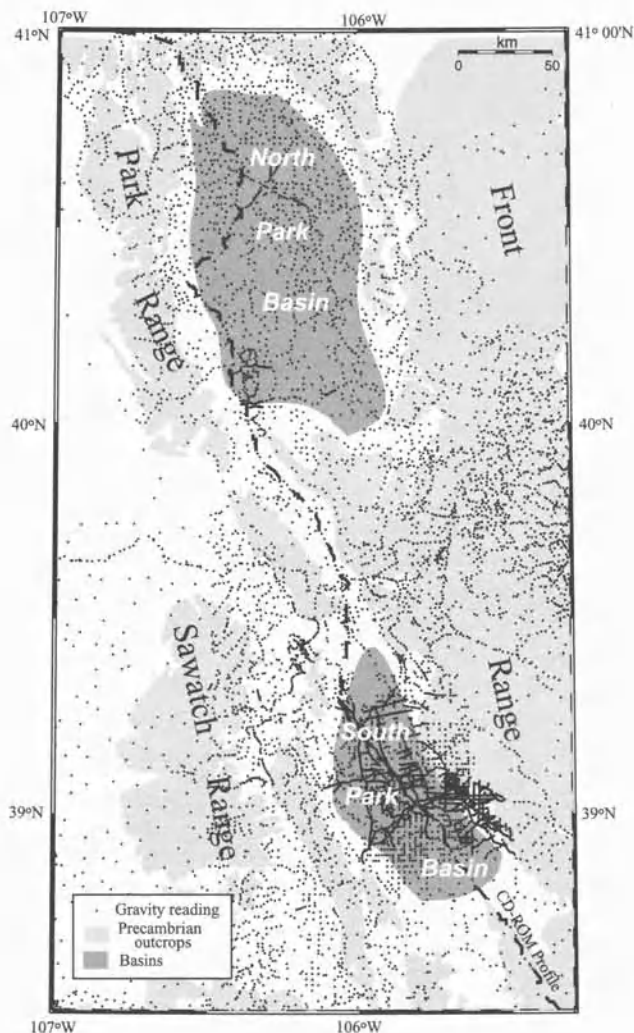 107°W
106°W
41°N
41° 00'N
km
0 50
North
Park
Basin
Park
Range
Front
40°N
40°N
Sawatch
Range
Range
South
Park
Basin
39°N
39°N
CD-ROM Profile
Gravity reading
Precambrian
outcrops
Basins
107°W
106°W